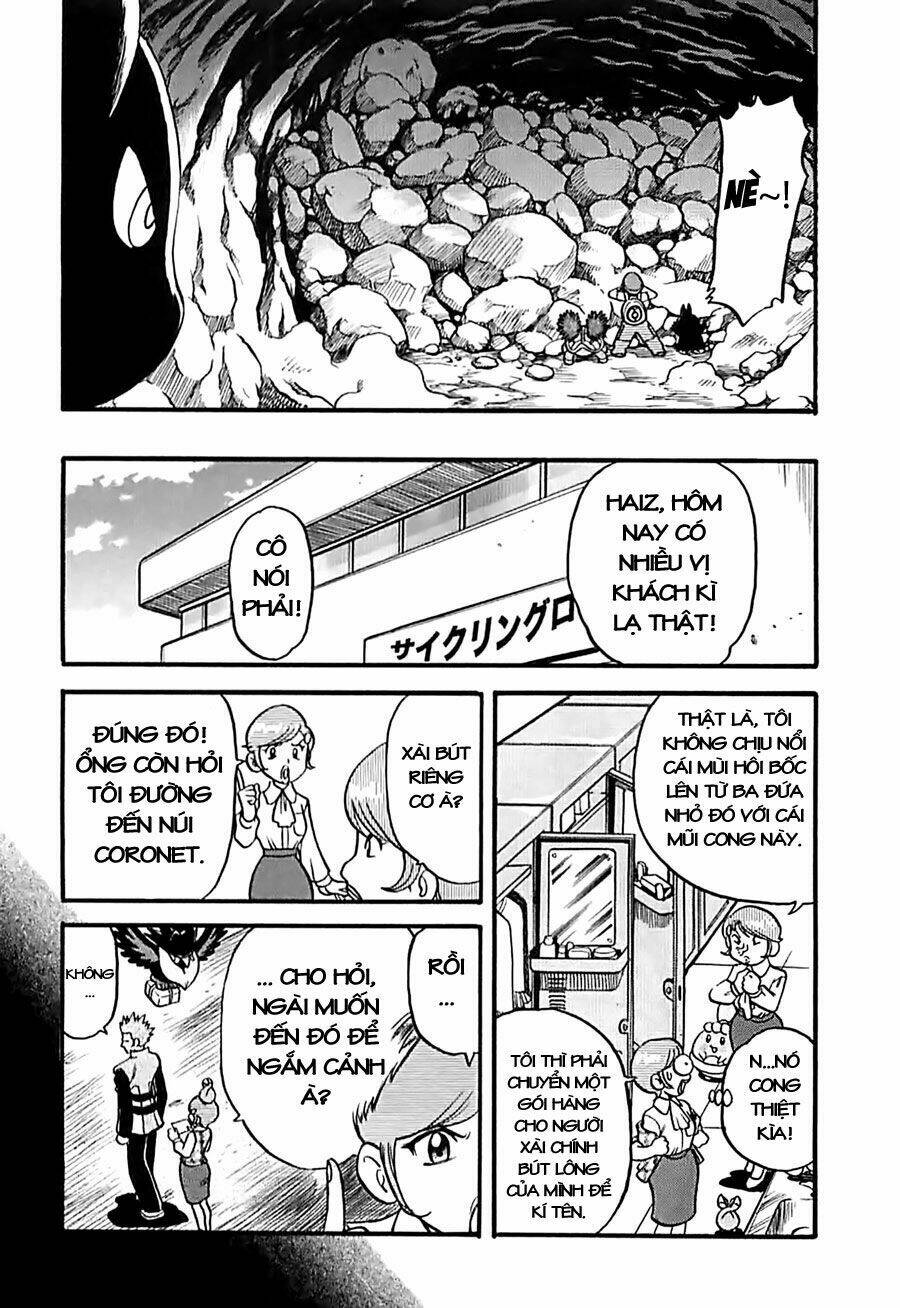 NÈ~!
HAIZ, HÔM
NAY CÓ
NHIỀU VỊ
KHÁCH KÌ
LẠ THẬT!
CÔ
NÓI
PHẢI!
サイクリングロ
THẬT LÀ, TÔI
KHÔNG CHỊU NỔI
CÁI MÙI HÔI BỐC
LÊN TỪ BA ĐỨA
NHỎ ĐÓ VỚI CÁI
MŨI CONG NÀY.
N...NÓ
CONG
THIỆT
KÌA!
TÔI THÌ PHẢI
CHUYỂN MỘT
GÓI HÀNG
CHO NGƯỜI
XÀI CHÍNH
BÚT LÔNG
CỦA MÌNH ĐỂ
KÍ TÊN.
XÀI BÚT
RIÊNG
CƠ À?
ĐÚNG ĐÓ!
ỔNG CÒN HỎI
TÔI ĐƯỜNG
ĐẾN NÚI
CORONET.
RỒI
...
... CHO HỎI,
NGÀI MUỐN
ĐẾN ĐÓ ĐỂ
NGẮM CẢNH
À?
KHÔNG
...